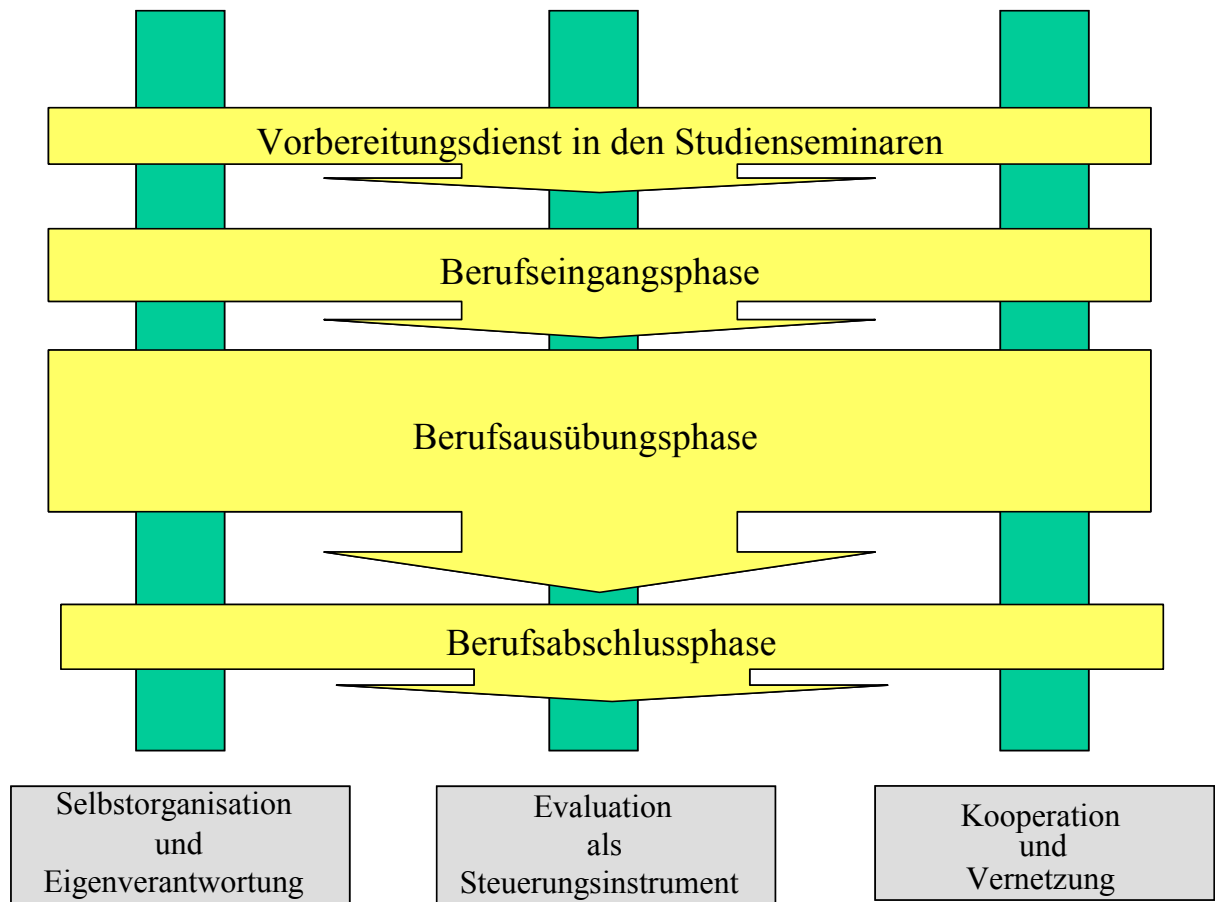 Vorbereitungsdienst in den Studienseminaren
Berufseingangsphase
Berufsausübungsphase
Berufsabschlussphase
Selbstorganisation
und
Eigenverantwortung
Evaluation
als
Steuerungsinstrument
Kooperation
und
Vernetzung